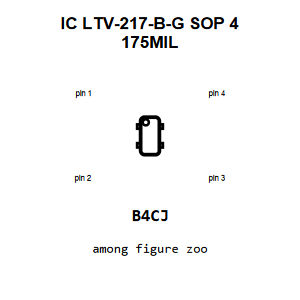 IC LTV-217-B-G SOP 4
175MIL
pin 1
pin 4
pin 2
pin 3
B4CJ
among figure zoo